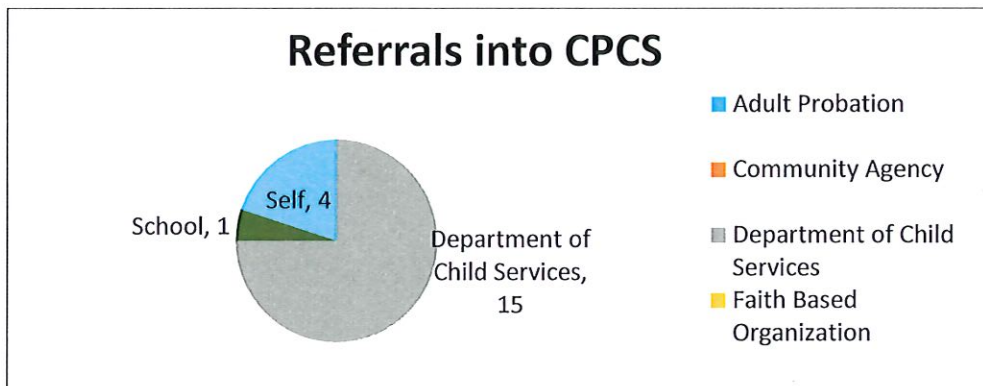 Referrals into CPCS
Self, 4
School, 1
Department of
Child Services,
15
Adult Probation
Community Agency
Department of Child
Services
Faith Based
Organization